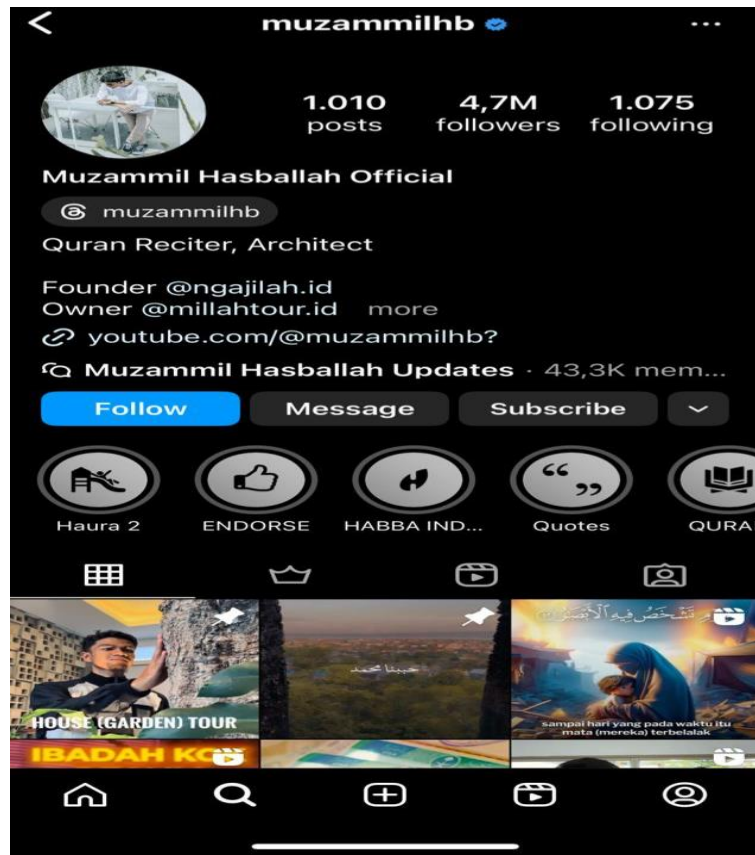 muzammilhb
1.010 4,7M 1.075
posts followers following
Muzammil Hasballah Official
muzammilhb
Quran Reciter, Architect
Founder @ngajilah.id
Owner @millahtour.id more
youtube.com/@muzammilhb?
Muzammil Hasballah Updates · 43,3K mem...
Follow Message Subscribe
Haura 2 ENDORSE HABBA IND... Quotes QURA
HOUSE (GARDEN) TOUR
حبيبنا محمد
تَشْخَصُ فِيهِ الْأَبْصَارُ
sampai hari yang pada waktu itu
mata (mereka) terbelalak
IBADAH KO